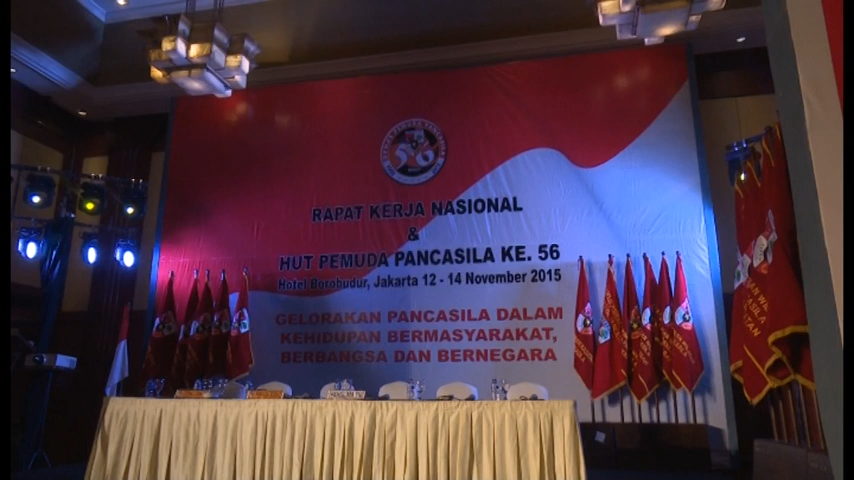 56
RAPAT KERJA NASIONAL
&
HUT PEMUDA PANCASILA KE. 56
Hotel Borobudur, Jakarta 12 - 14 November 2015
GELORAKAN PANCASILA DALAM
KEHIDUPAN BERMASYARAKAT,
BERBANGSA DAN BERNEGARA